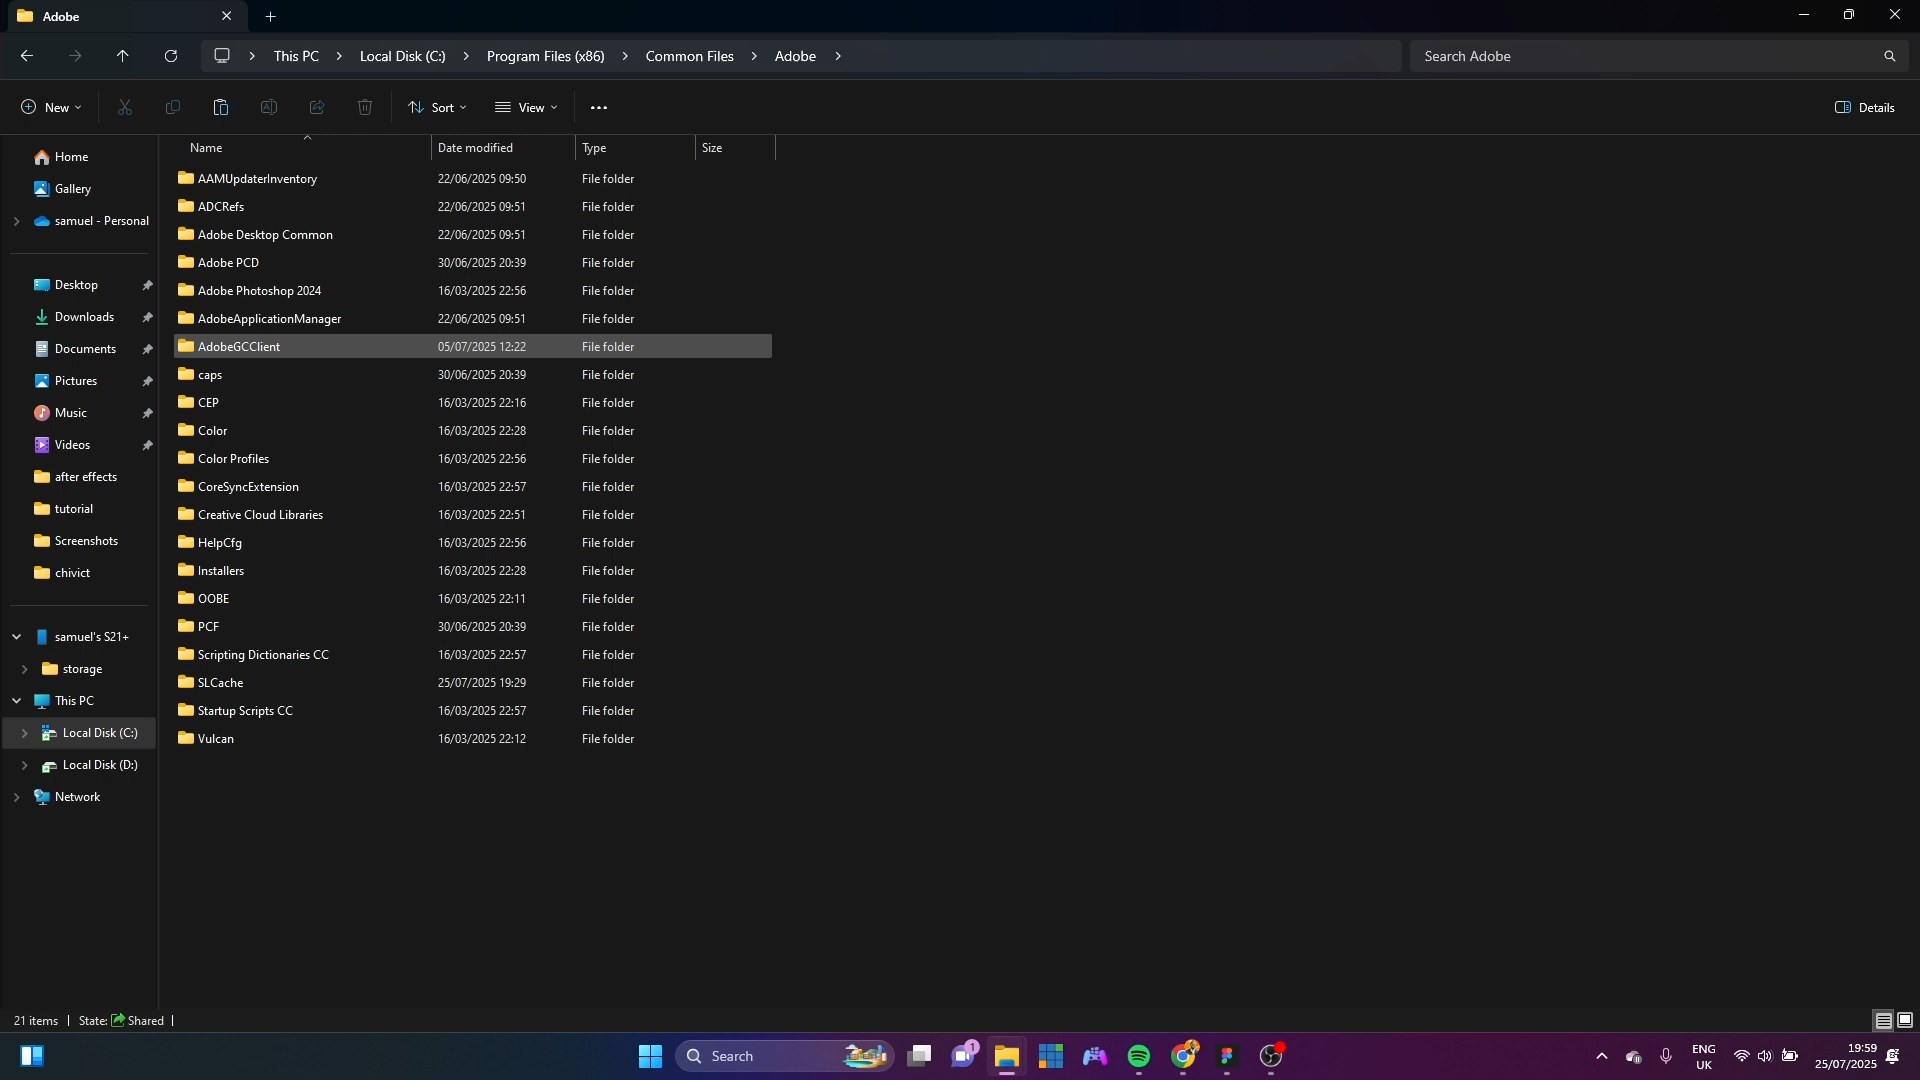 Adobe
This PC > Local Disk (C:) > Program Files (x86) > Common Files > Adobe >
Search Adobe
New
Sort
View
Details
Name
Date modified
Type
Size
Home
Gallery
samuel - Personal
Desktop
Downloads
Documents
Pictures
Music
Videos
after effects
tutorial
Screenshots
chivict
samuel's S21+
storage
This PC
Local Disk (C:)
Local Disk (D:)
Network
AAMUpdaterInventory 22/06/2025 09:50 File folder
ADCRefs 22/06/2025 09:51 File folder
Adobe Desktop Common 22/06/2025 09:51 File folder
Adobe PCD 30/06/2025 20:39 File folder
Adobe Photoshop 2024 16/03/2025 22:56 File folder
AdobeApplicationManager 22/06/2025 09:51 File folder
AdobeGCClient 05/07/2025 12:22 File folder
caps 30/06/2025 20:39 File folder
CEP 16/03/2025 22:16 File folder
Color 16/03/2025 22:28 File folder
Color Profiles 16/03/2025 22:56 File folder
CoreSyncExtension 16/03/2025 22:57 File folder
Creative Cloud Libraries 16/03/2025 22:51 File folder
HelpCfg 16/03/2025 22:56 File folder
Installers 16/03/2025 22:28 File folder
OOBE 16/03/2025 22:11 File folder
PCF 30/06/2025 20:39 File folder
Scripting Dictionaries CC 16/03/2025 22:57 File folder
SLCache 25/07/2025 19:29 File folder
Startup Scripts CC 16/03/2025 22:57 File folder
Vulcan 16/03/2025 22:12 File folder
21 items | State: Shared |
Search
1
ENG
UK
19:59
25/07/2025